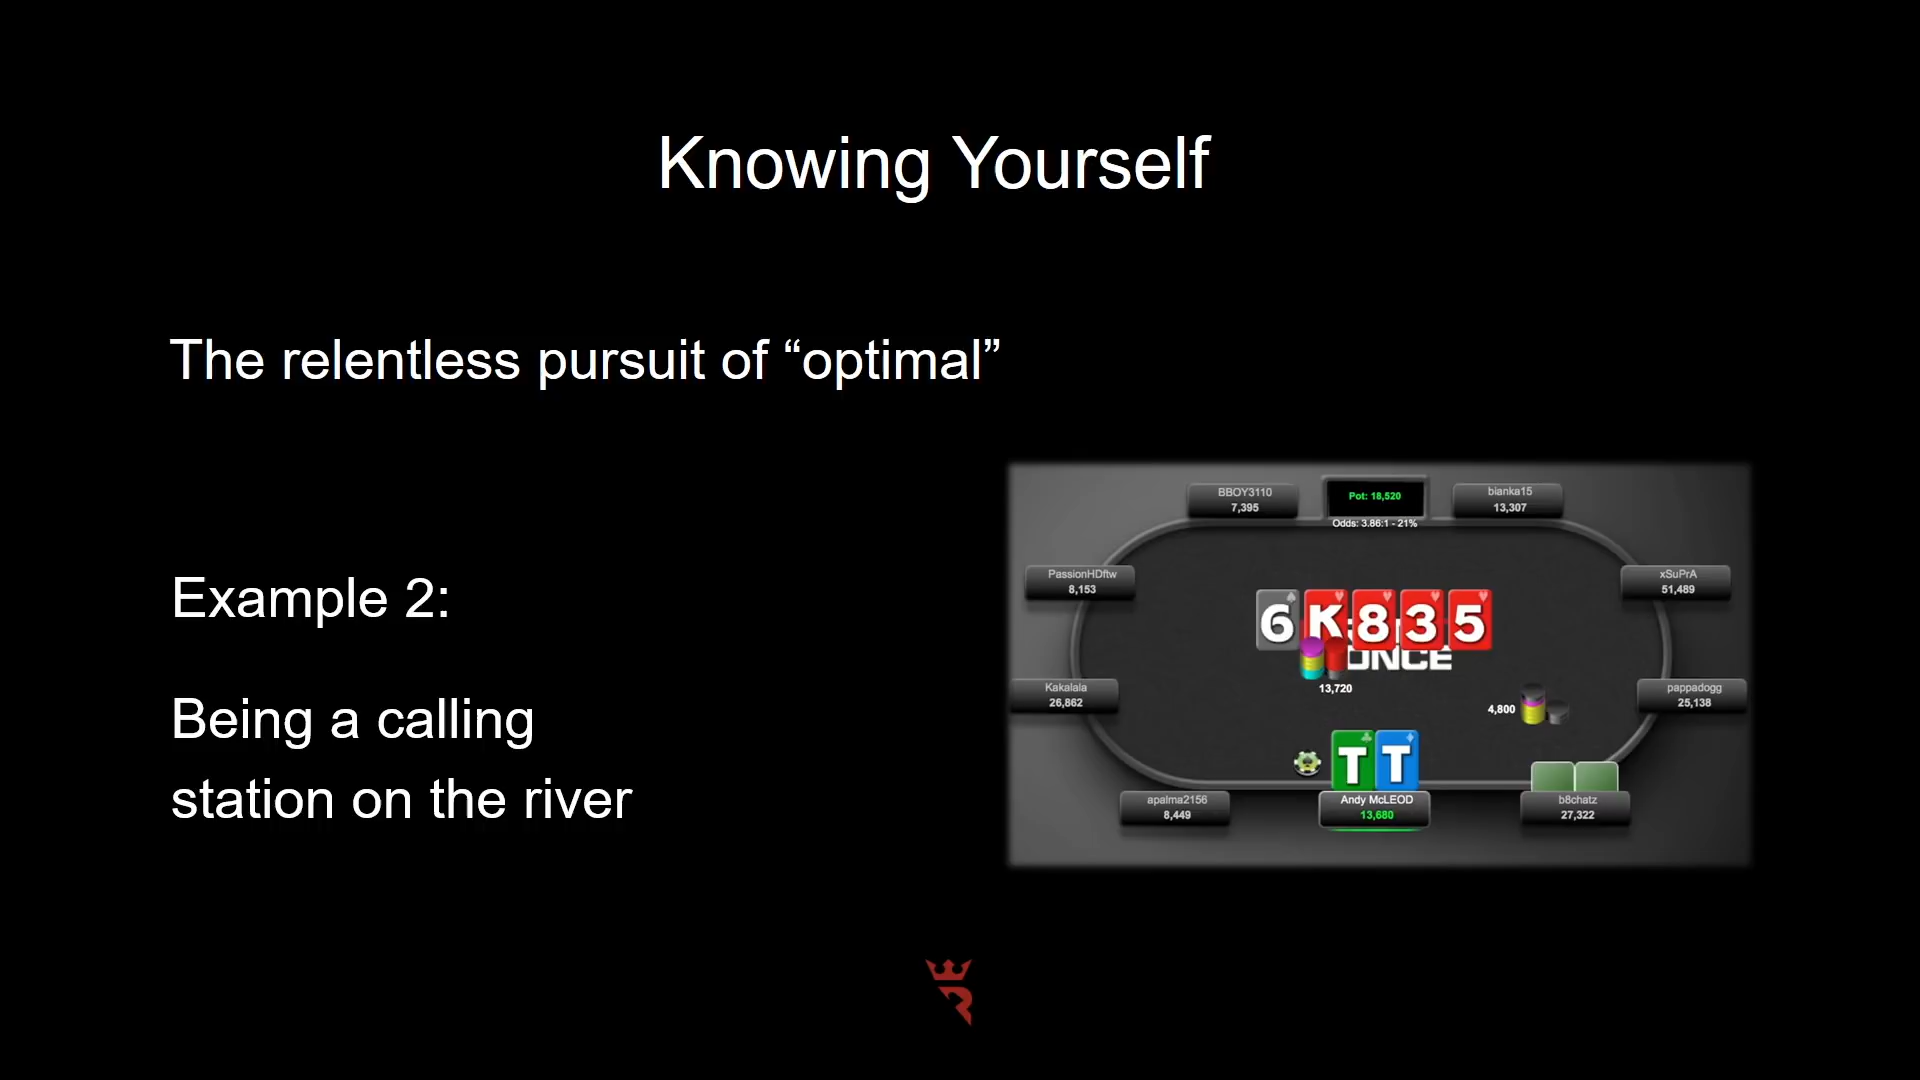 Knowing Yourself
The relentless pursuit of “optimal”
Example 2:
Being a calling
station on the river
BBOY3110
7,395
Pot: 18,520
Odds: 3.86:1 - 21%
bianka15
13,307
PassionHDftw
8,153
xSuPrA
51,489
6 K 8 3 5
ONCE
13,720
Kakalala
26,862
4,800
pappadogg
25,138
T T
apalma2156
8,449
Andy McLEOD
13,680
b8chatz
27,322